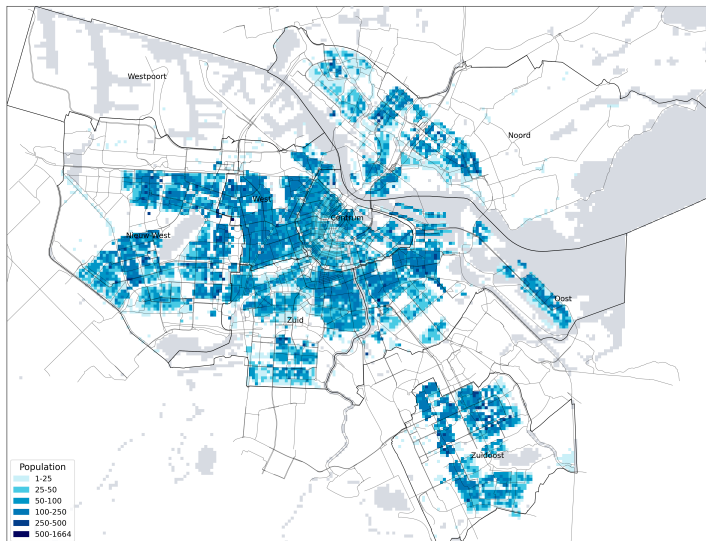 Westpoort
Noord
West
Centrum
Nieuw-West
Oost
Zuid
Zuidoost
Population
1-25
25-50
50-100
100-250
250-500
500-1664